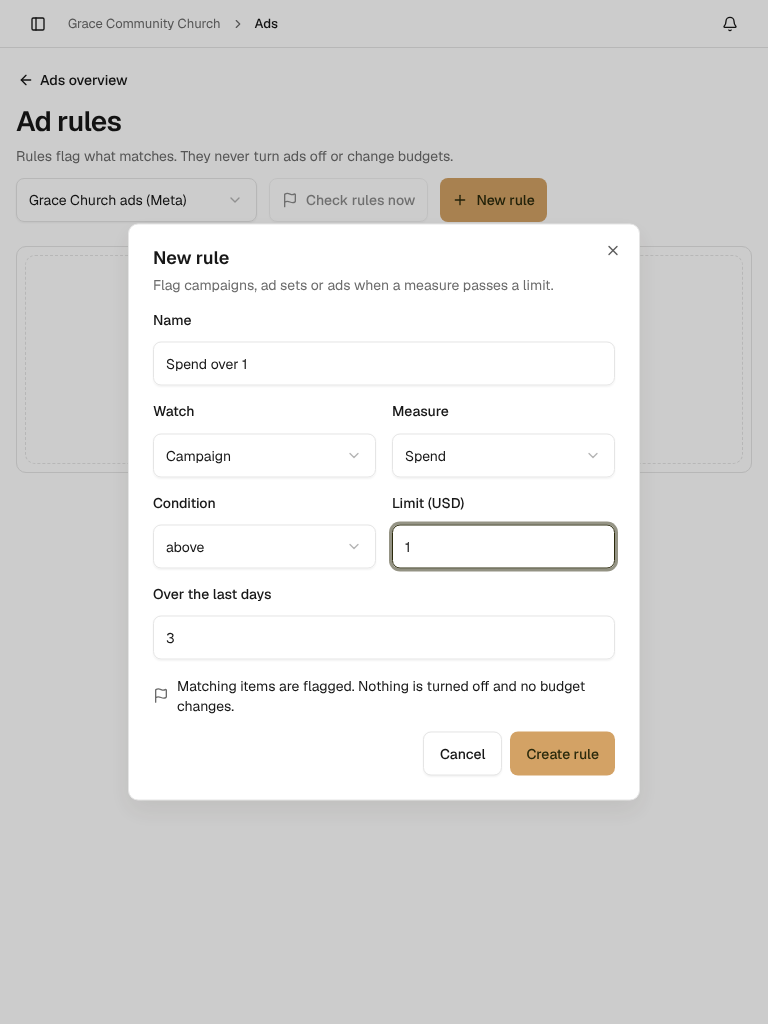 Grace Community Church > Ads
Ads overview
Ad rules
Rules flag what matches. They never turn ads off or change budgets.
Grace Church ads (Meta)
Check rules now
New rule
New rule
Flag campaigns, ad sets or ads when a measure passes a limit.
Name
Spend over 1
Watch
Measure
Campaign
Spend
Condition
Limit (USD)
above
1
Over the last days
3
Matching items are flagged. Nothing is turned off and no budget
changes.
Cancel
Create rule